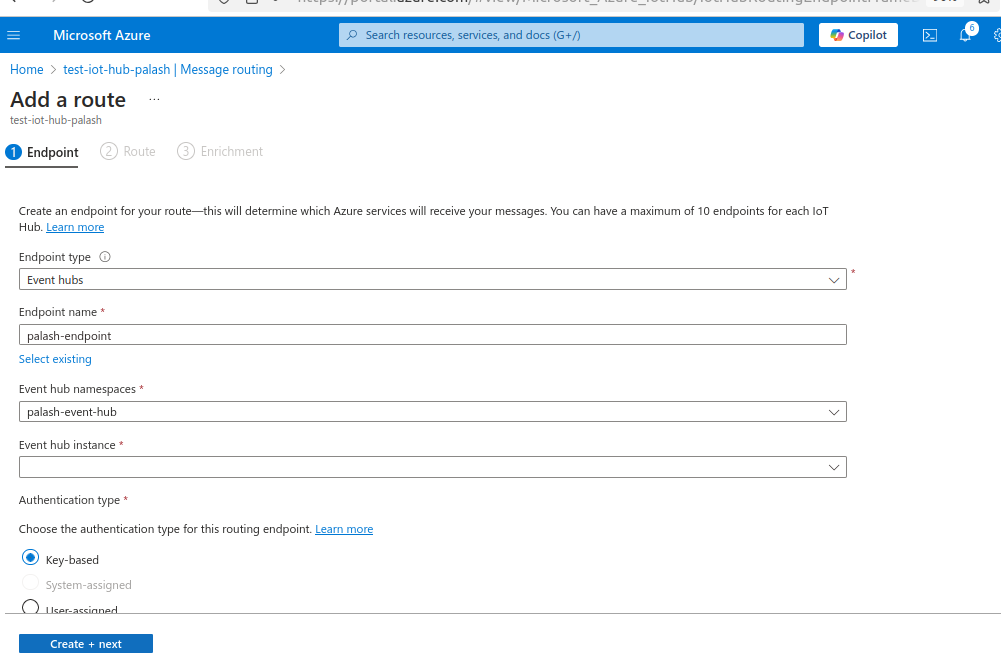 Microsoft Azure
Search resources, services, and docs (G+/)
Copilot
6
Home > test-iot-hub-palash | Message routing >
Add a route ...
test-iot-hub-palash
1 Endpoint 2 Route 3 Enrichment
Create an endpoint for your route—this will determine which Azure services will receive your messages. You can have a maximum of 10 endpoints for each IoT
Hub. Learn more
Endpoint type
Event hubs
*
Endpoint name *
palash-endpoint
Select existing
Event hub namespaces *
palash-event-hub
Event hub instance *
Authentication type *
Choose the authentication type for this routing endpoint. Learn more
Key-based
System-assigned
User-assigned
Create + next